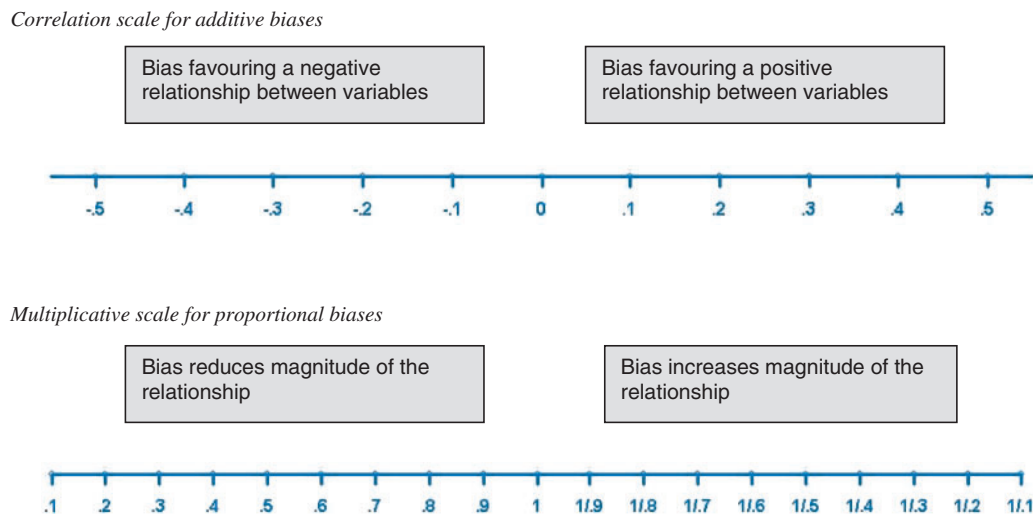 Correlation scale for additive biases
Bias favouring a negative
relationship between variables
Bias favouring a positive
relationship between variables
-.5 -.4 -.3 -.2 -.1 0 .1 .2 .3 .4 .5
Multiplicative scale for proportional biases
Bias reduces magnitude of the
relationship
Bias increases magnitude of the
relationship
.1 .2 .3 .4 .5 .6 .7 .8 .9 1 1/.9 1/.8 1/.7 1/.6 1/.5 1/.4 1/.3 1/.2 1/.1